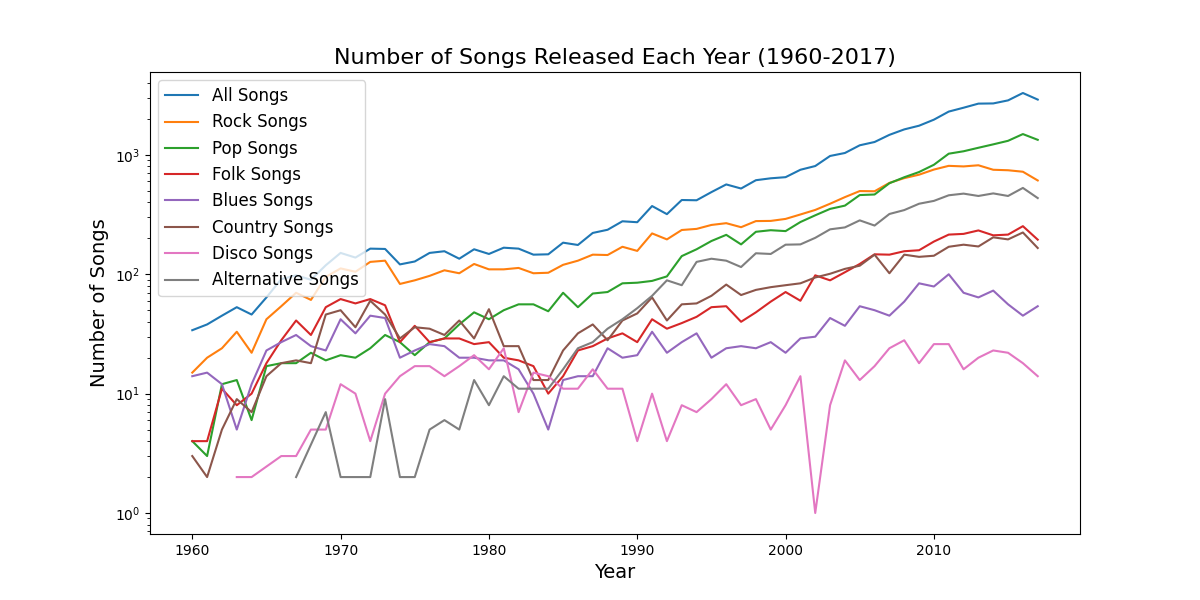 Number of Songs Released Each Year (1960-2017)
All Songs
Rock Songs
Pop Songs
Folk Songs
Blues Songs
Country Songs
Disco Songs
Alternative Songs
Number of Songs
10³
10²
10¹
10⁰
1960 1970 1980 1990 2000 2010
Year